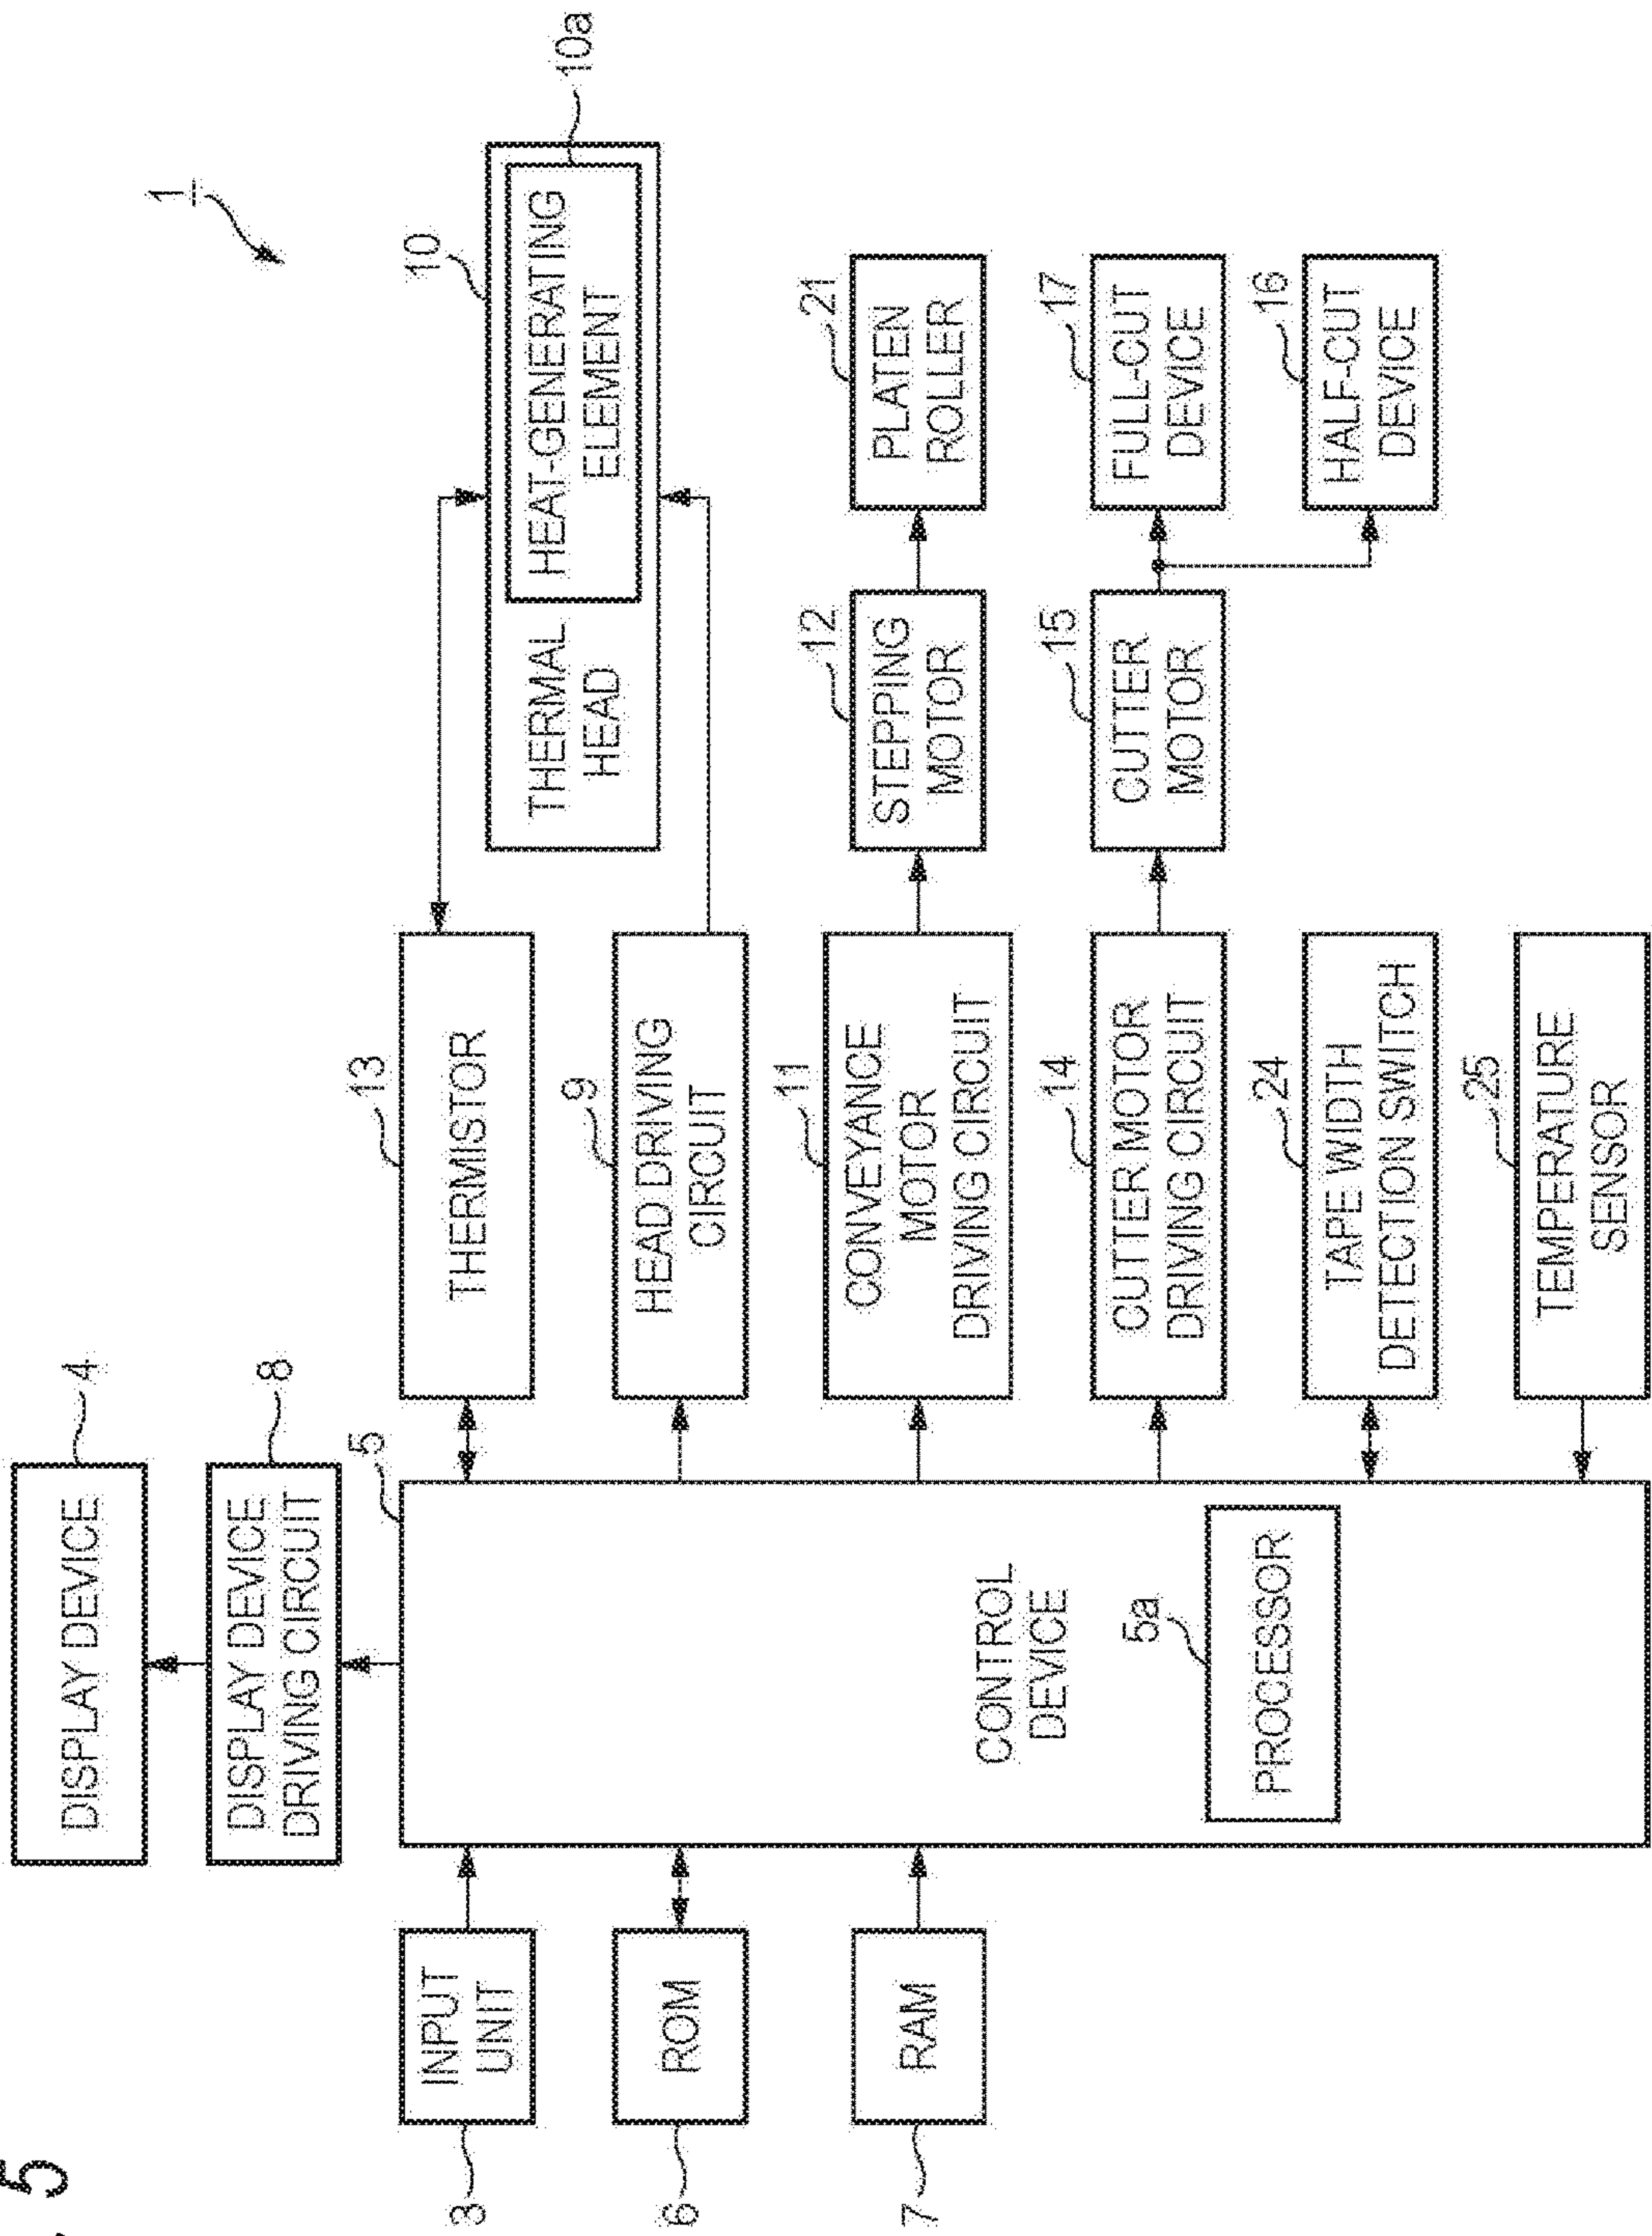 5
1
4
DISPLAY DEVICE
8
DISPLAY DEVICE
DRIVING CIRCUIT
5
CONTROL
DEVICE
5a
PROCESSOR
3
INPUT
UNIT
6
ROM
7
RAM
13
THERMISTOR
9
HEAD DRIVING
CIRCUIT
10
THERMAL
HEAD
10a
HEAT-GENERATING
ELEMENT
11
CONVEYANCE
MOTOR
DRIVING CIRCUIT
12
STEPPING
MOTOR
21
PLATEN
ROLLER
14
CUTTER MOTOR
DRIVING CIRCUIT
15
CUTTER
MOTOR
17
FULL-CUT
DEVICE
16
HALF-CUT
DEVICE
24
TAPE WIDTH
DETECTION SWITCH
25
TEMPERATURE
SENSOR